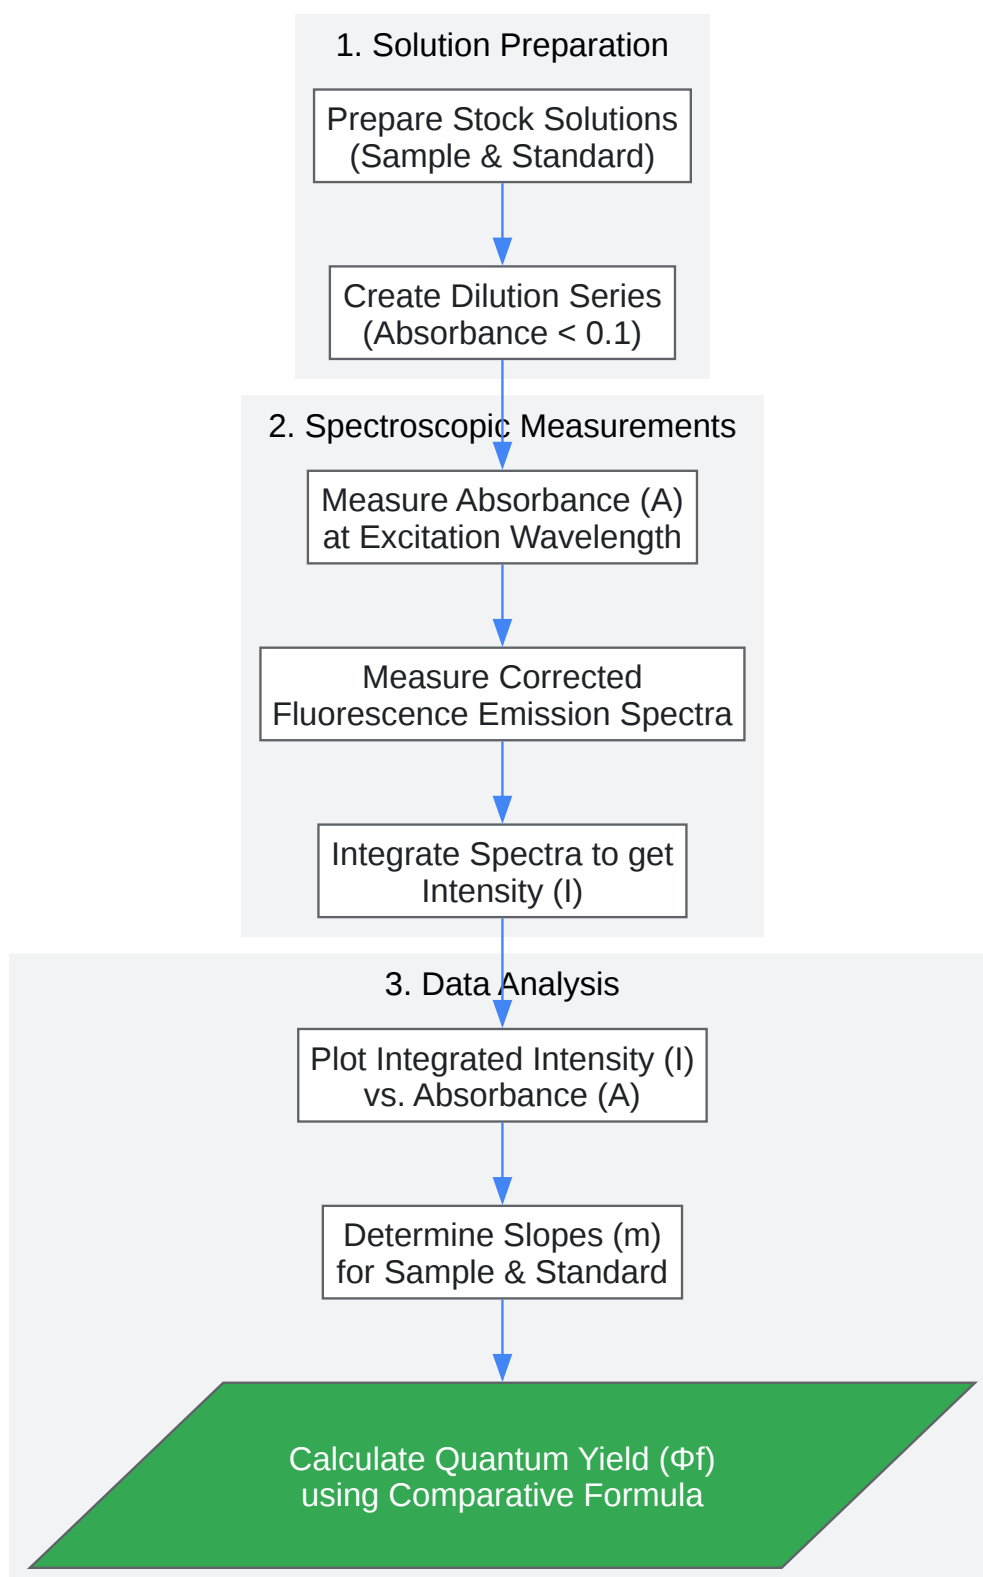 1. Solution Preparation
Prepare Stock Solutions
(Sample & Standard)
Create Dilution Series
(Absorbance < 0.1)
2. Spectroscopic Measurements
Measure Absorbance (A)
at Excitation Wavelength
Measure Corrected
Fluorescence Emission Spectra
Integrate Spectra to get
Intensity (I)
3. Data Analysis
Plot Integrated Intensity (I)
vs. Absorbance (A)
Determine Slopes (m)
for Sample & Standard
Calculate Quantum Yield (Φf)
using Comparative Formula